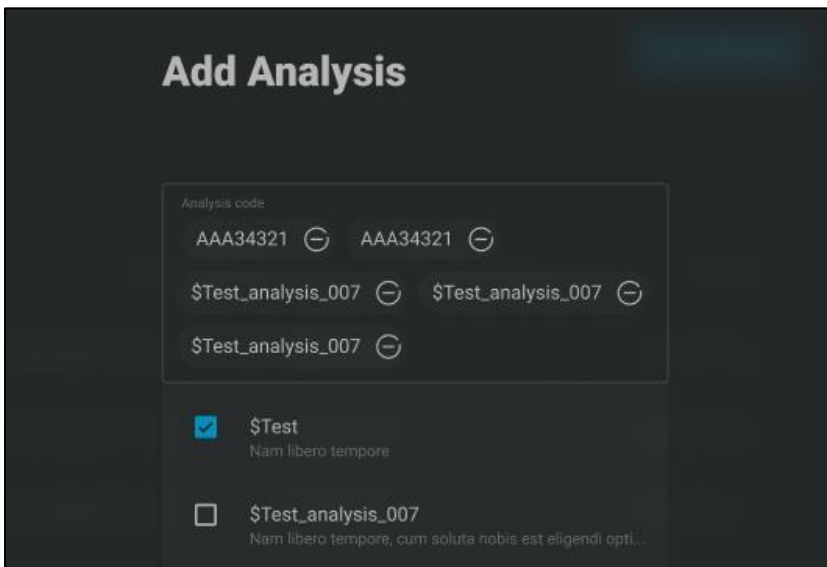 Add Analysis
Analysis code
AAA34321 AAA34321
$Test_analysis_007 $Test_analysis_007
$Test_analysis_007
$Test
Nam libero tempore
$Test_analysis_007
Nam libero tempore, cum soluta nobis est eligendi opti...